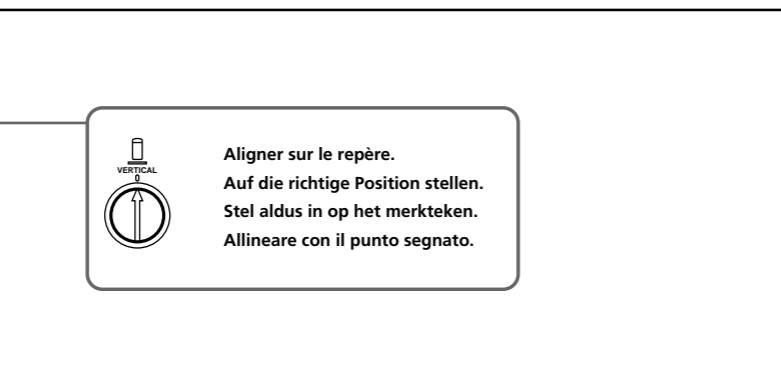 VERTICAL
0
Aligner sur le repère.
Auf die richtige Position stellen.
Stel aldus in op het merkteken.
Allineare con il punto segnato.